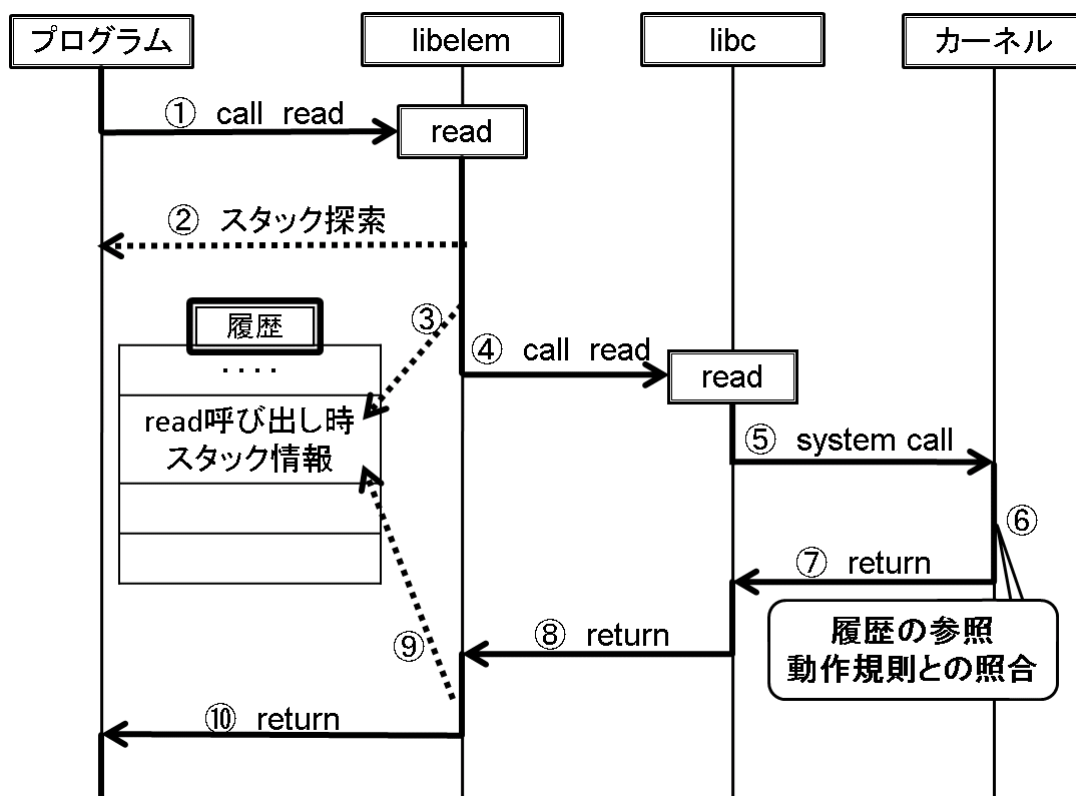 プログラム
libelem
libc
カーネル
① call read
read
② スタック探索
履歴
③
④ call read
‥‥
read
read呼び出し時
スタック情報
⑤ system call
⑥
⑦ return
⑧ return
⑨
履歴の参照
動作規則との照合
⑩ return